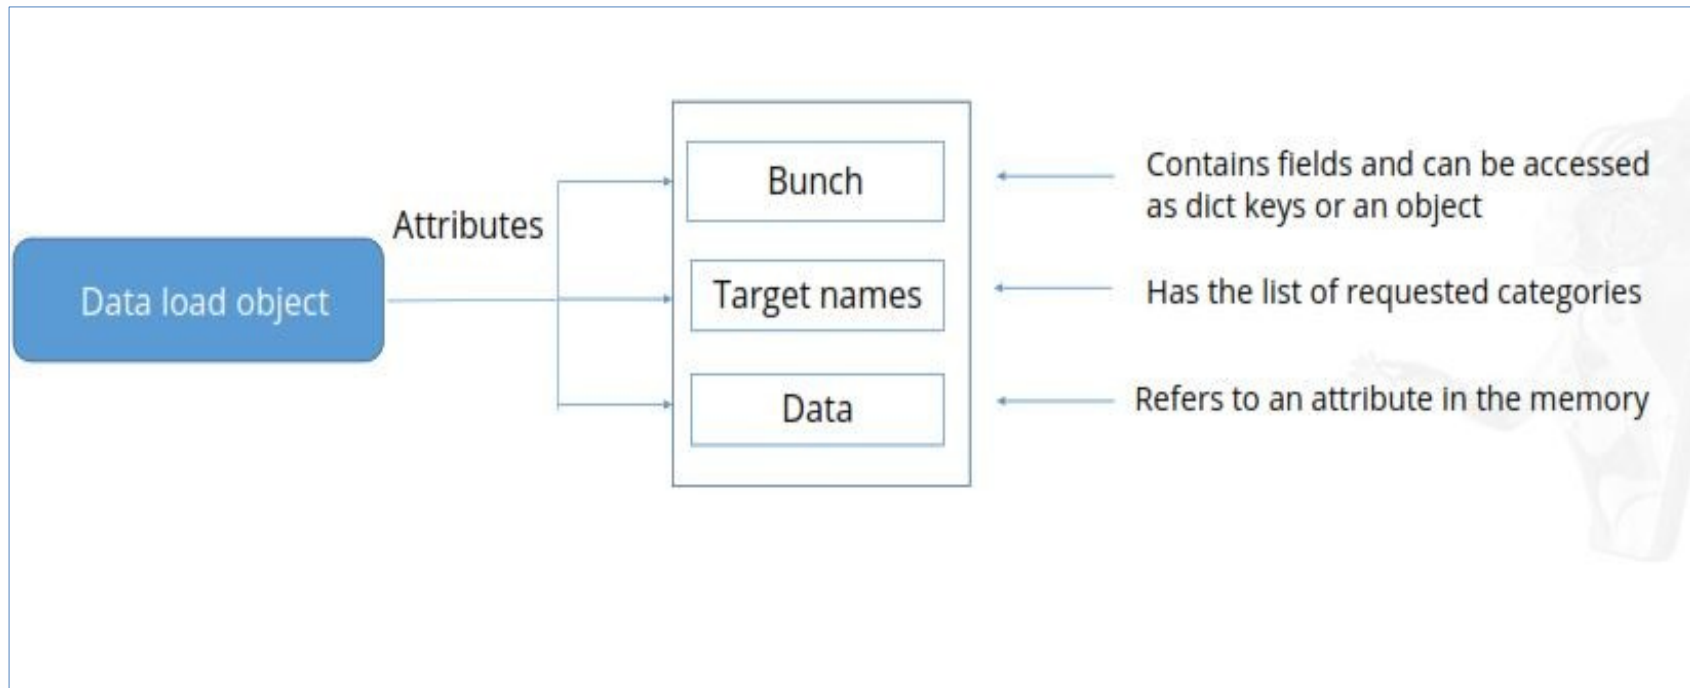 Data load object
Attributes
Bunch
Target names
Data
Contains fields and can be accessed
as dict keys or an object
Has the list of requested categories
Refers to an attribute in the memory